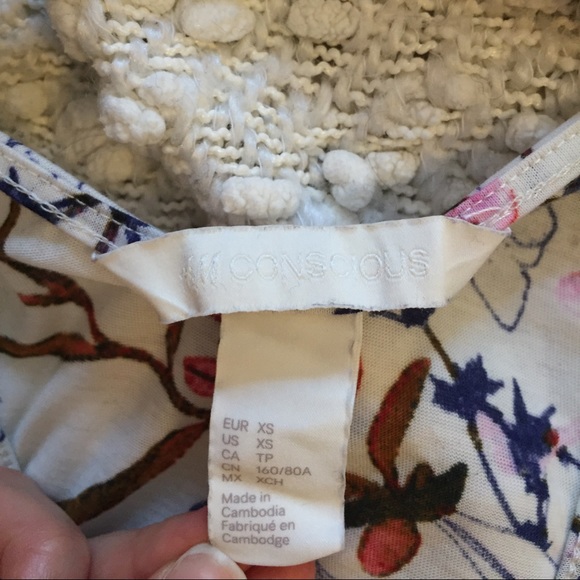 CONSCIOUS
EUR XS
US XS
CA TP
CN 160/80A
MX XCH
Made in
Cambodia
Fabriqué en
Cambodge